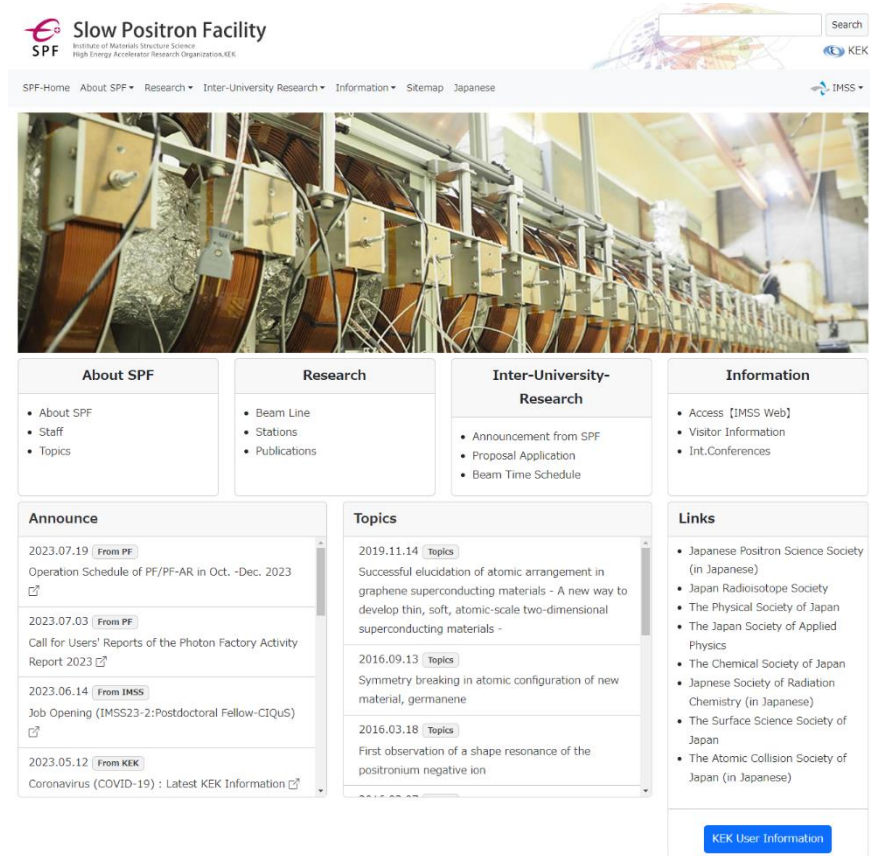 Slow Positron Facility
SPF
Institute of Materials Structure Science
High Energy Accelerator Research Organization,KEK.
Search
KEK
SPF-Home About SPF Research Inter-University Research Information Sitemap Japanese
IMSS
About SPF
• About SPF
• Staff
• Topics
Research
• Beam Line
• Stations
• Publications
Inter-University-
Research
• Announcement from SPF
• Proposal Application
• Beam Time Schedule
Information
• Access【IMSS Web】
• Visitor Information
• Int.Conferences
Announce
2023.07.19 From PF
Operation Schedule of PF/PF-AR in Oct. -Dec. 2023
2023.07.03 From PF
Call for Users' Reports of the Photon Factory Activity
Report 2023
2023.06.14 From IMSS
Job Opening (IMSS23-2:Postdoctoral Fellow-CIQuS)
2023.05.12 From KEK
Coronavirus (COVID-19) : Latest KEK Information
Topics
2019.11.14 Topics
Successful elucidation of atomic arrangement in
graphene superconducting materials - A new way to
develop thin, soft, atomic-scale two-dimensional
superconducting materials -
2016.09.13 Topics
Symmetry breaking in atomic configuration of new
material, germanene
2016.03.18 Topics
First observation of a shape resonance of the
positronium negative ion
Links
• Japanese Positron Science Society
(in Japanese)
• Japan Radioisotope Society
• The Physical Society of Japan
• The Japan Society of Applied
Physics
• The Chemical Society of Japan
• Japnese Society of Radiation
Chemistry (in Japanese)
• The Surface Science Society of
Japan
• The Atomic Collision Society of
Japan (in Japanese)
KEK User Information